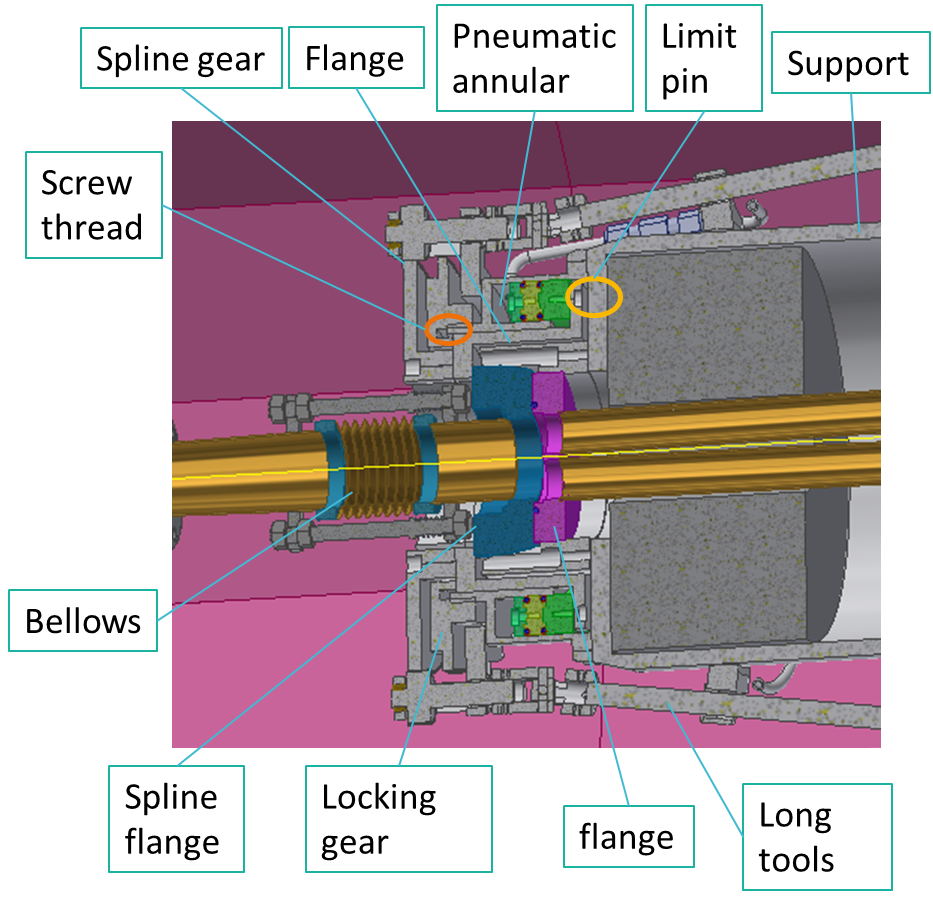 Spline gear
Flange
Pneumatic
annular
Limit
pin
Support
Screw
thread
Bellows
Spline
flange
Locking
gear
flange
Long
tools